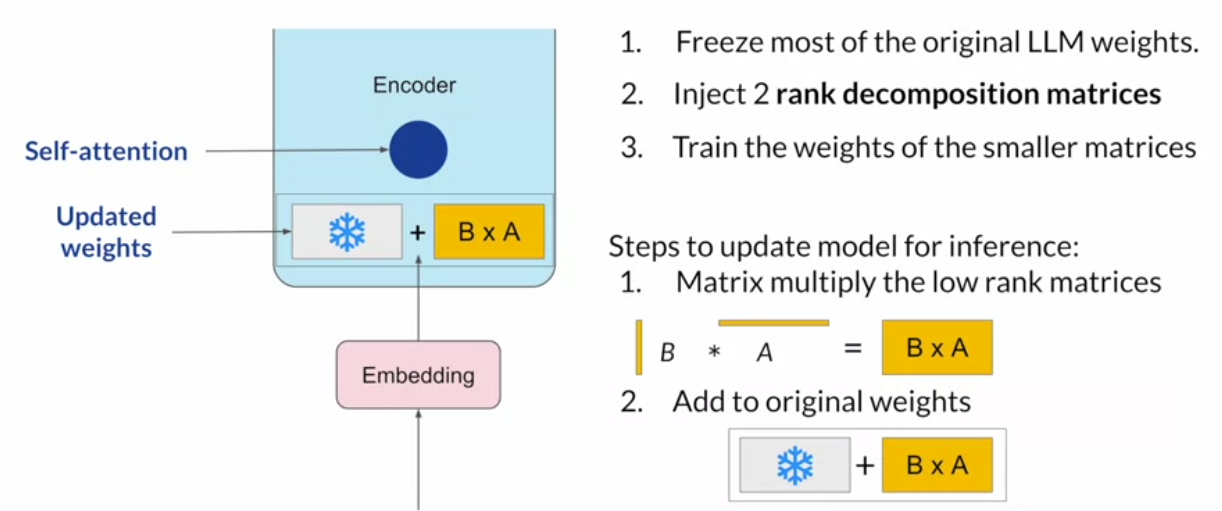 Encoder
Self-attention
Updated
weights
+
B x A
Embedding
1. Freeze most of the original LLM weights.
2. Inject 2 rank decomposition matrices
3. Train the weights of the smaller matrices
Steps to update model for inference:
1. Matrix multiply the low rank matrices
B * A = B x A
2. Add to original weights
+ B x A